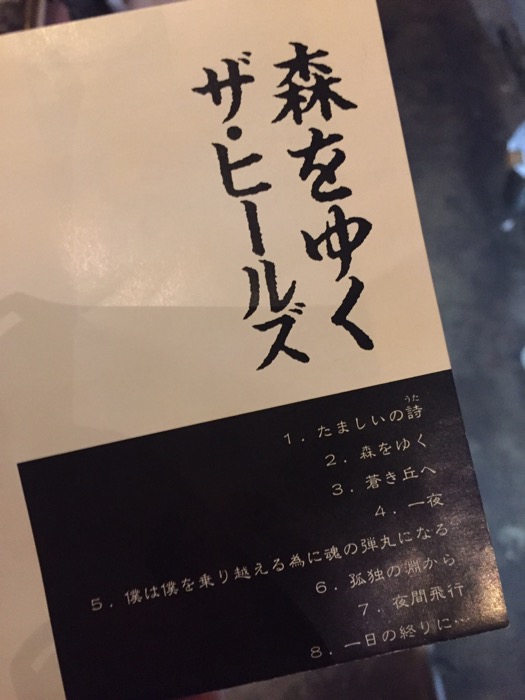 森をゆく
ザ・ヒールズ
1. たましいの詩
うた
2. 森をゆく
3. 蒼き丘へ
4. 一夜
5. 僕は僕を乗り越える為に魂の弾丸になる
6. 孤独の淵から
7. 夜間飛行
8. 一日の終りに…